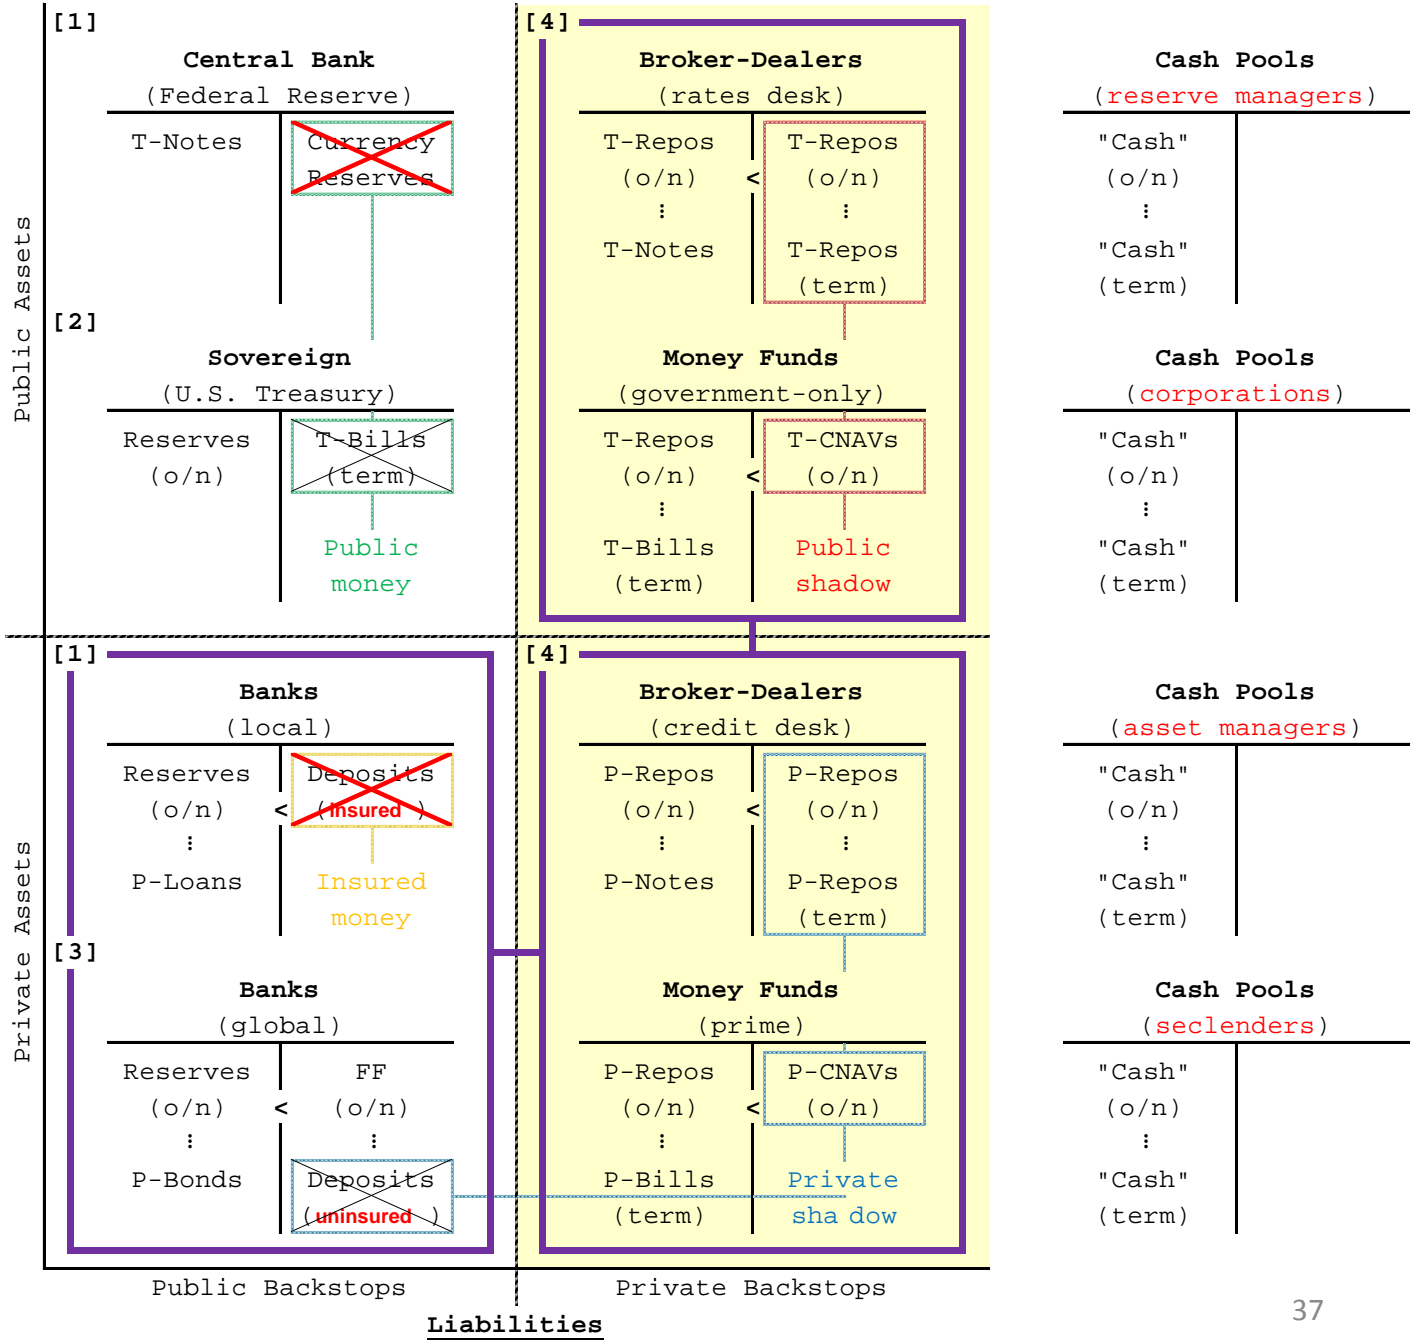 [1]
Central Bank
(Federal Reserve)
T-Notes
Currency
Reserves
[2]
Sovereign
(U.S. Treasury)
Reserves
(o/n)
T-Bills
(term)
Public
money
[4]
Broker-Dealers
(rates desk)
T-Repos
(o/n)
⋮
T-Notes
<
T-Repos
(o/n)
⋮
T-Repos
(term)
Money Funds
(government-only)
T-Repos
(o/n)
⋮
T-Bills
(term)
<
T-CNAVs
(o/n)
Public
shadow
Cash Pools
(reserve managers)
"Cash"
(o/n)
⋮
"Cash"
(term)
Cash Pools
(corporations)
"Cash"
(o/n)
⋮
"Cash"
(term)
Public Assets
[1]
Banks
(local)
Reserves
(o/n)
⋮
P-Loans
<
Deposits
(insured )
Insured
money
[3]
Banks
(global)
Reserves
(o/n)
⋮
P-Bonds
<
FF
(o/n)
⋮
Deposits
(uninsured )
[4]
Broker-Dealers
(credit desk)
P-Repos
(o/n)
⋮
P-Notes
<
P-Repos
(o/n)
⋮
P-Repos
(term)
Money Funds
(prime)
P-Repos
(o/n)
⋮
P-Bills
(term)
<
P-CNAVs
(o/n)
Private
sha dow
Cash Pools
(asset managers)
"Cash"
(o/n)
⋮
"Cash"
(term)
Cash Pools
(seclenders)
"Cash"
(o/n)
⋮
"Cash"
(term)
Private Assets
Public Backstops
Private Backstops
Liabilities
37